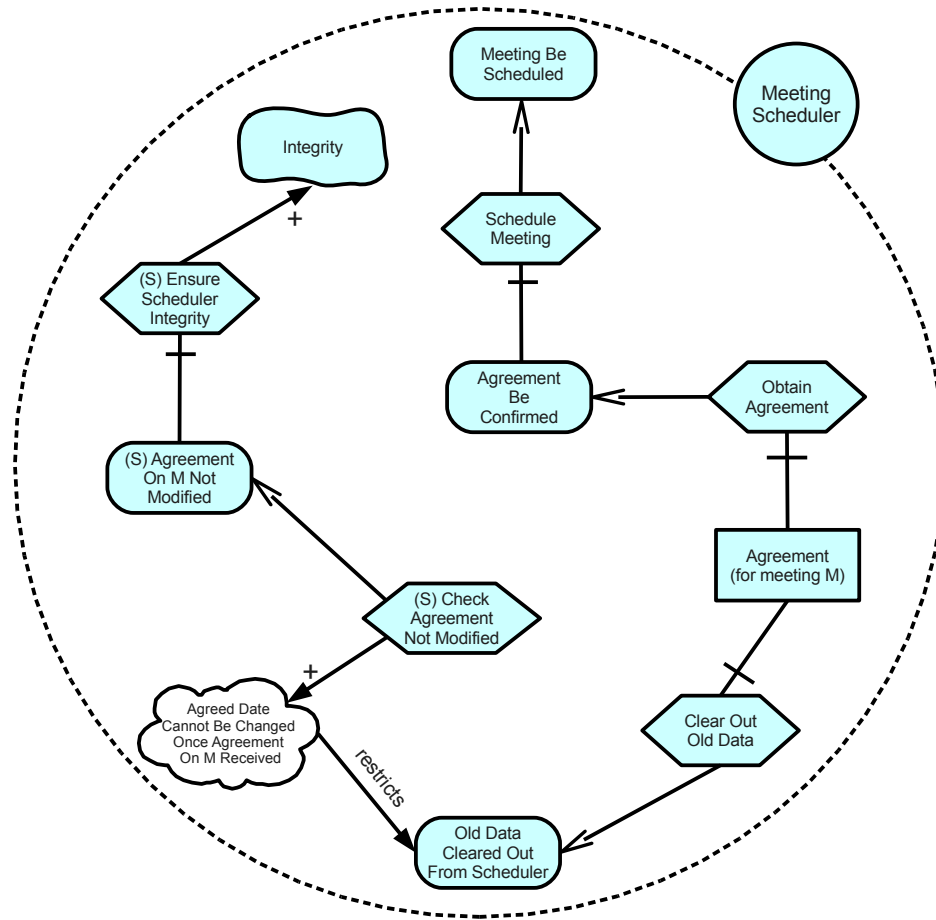 Meeting Be
Scheduled
Meeting
Scheduler
Integrity
+
Schedule
Meeting
(S) Ensure
Scheduler
Integrity
Agreement
Be
Confirmed
Obtain
Agreement
(S) Agreement
On M Not
Modified
Agreement
(for meeting M)
(S) Check
Agreement
Not Modified
+
Agreed Date
Cannot Be Changed
Once Agreement
On M Received
Clear Out
Old Data
restricts
Old Data
Cleared Out
From Scheduler